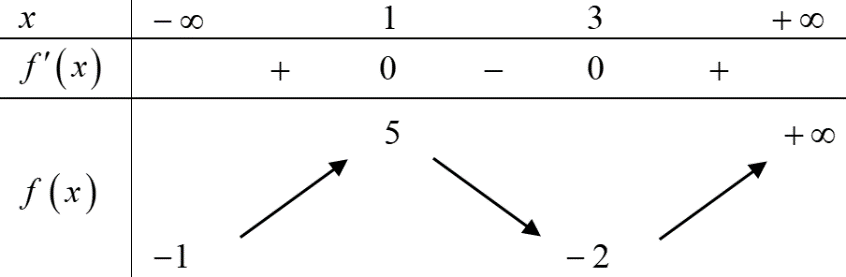 x −∞ 1 3 +∞
f′(x) + 0 − 0 +
5 +∞
f(x)
−1 −2